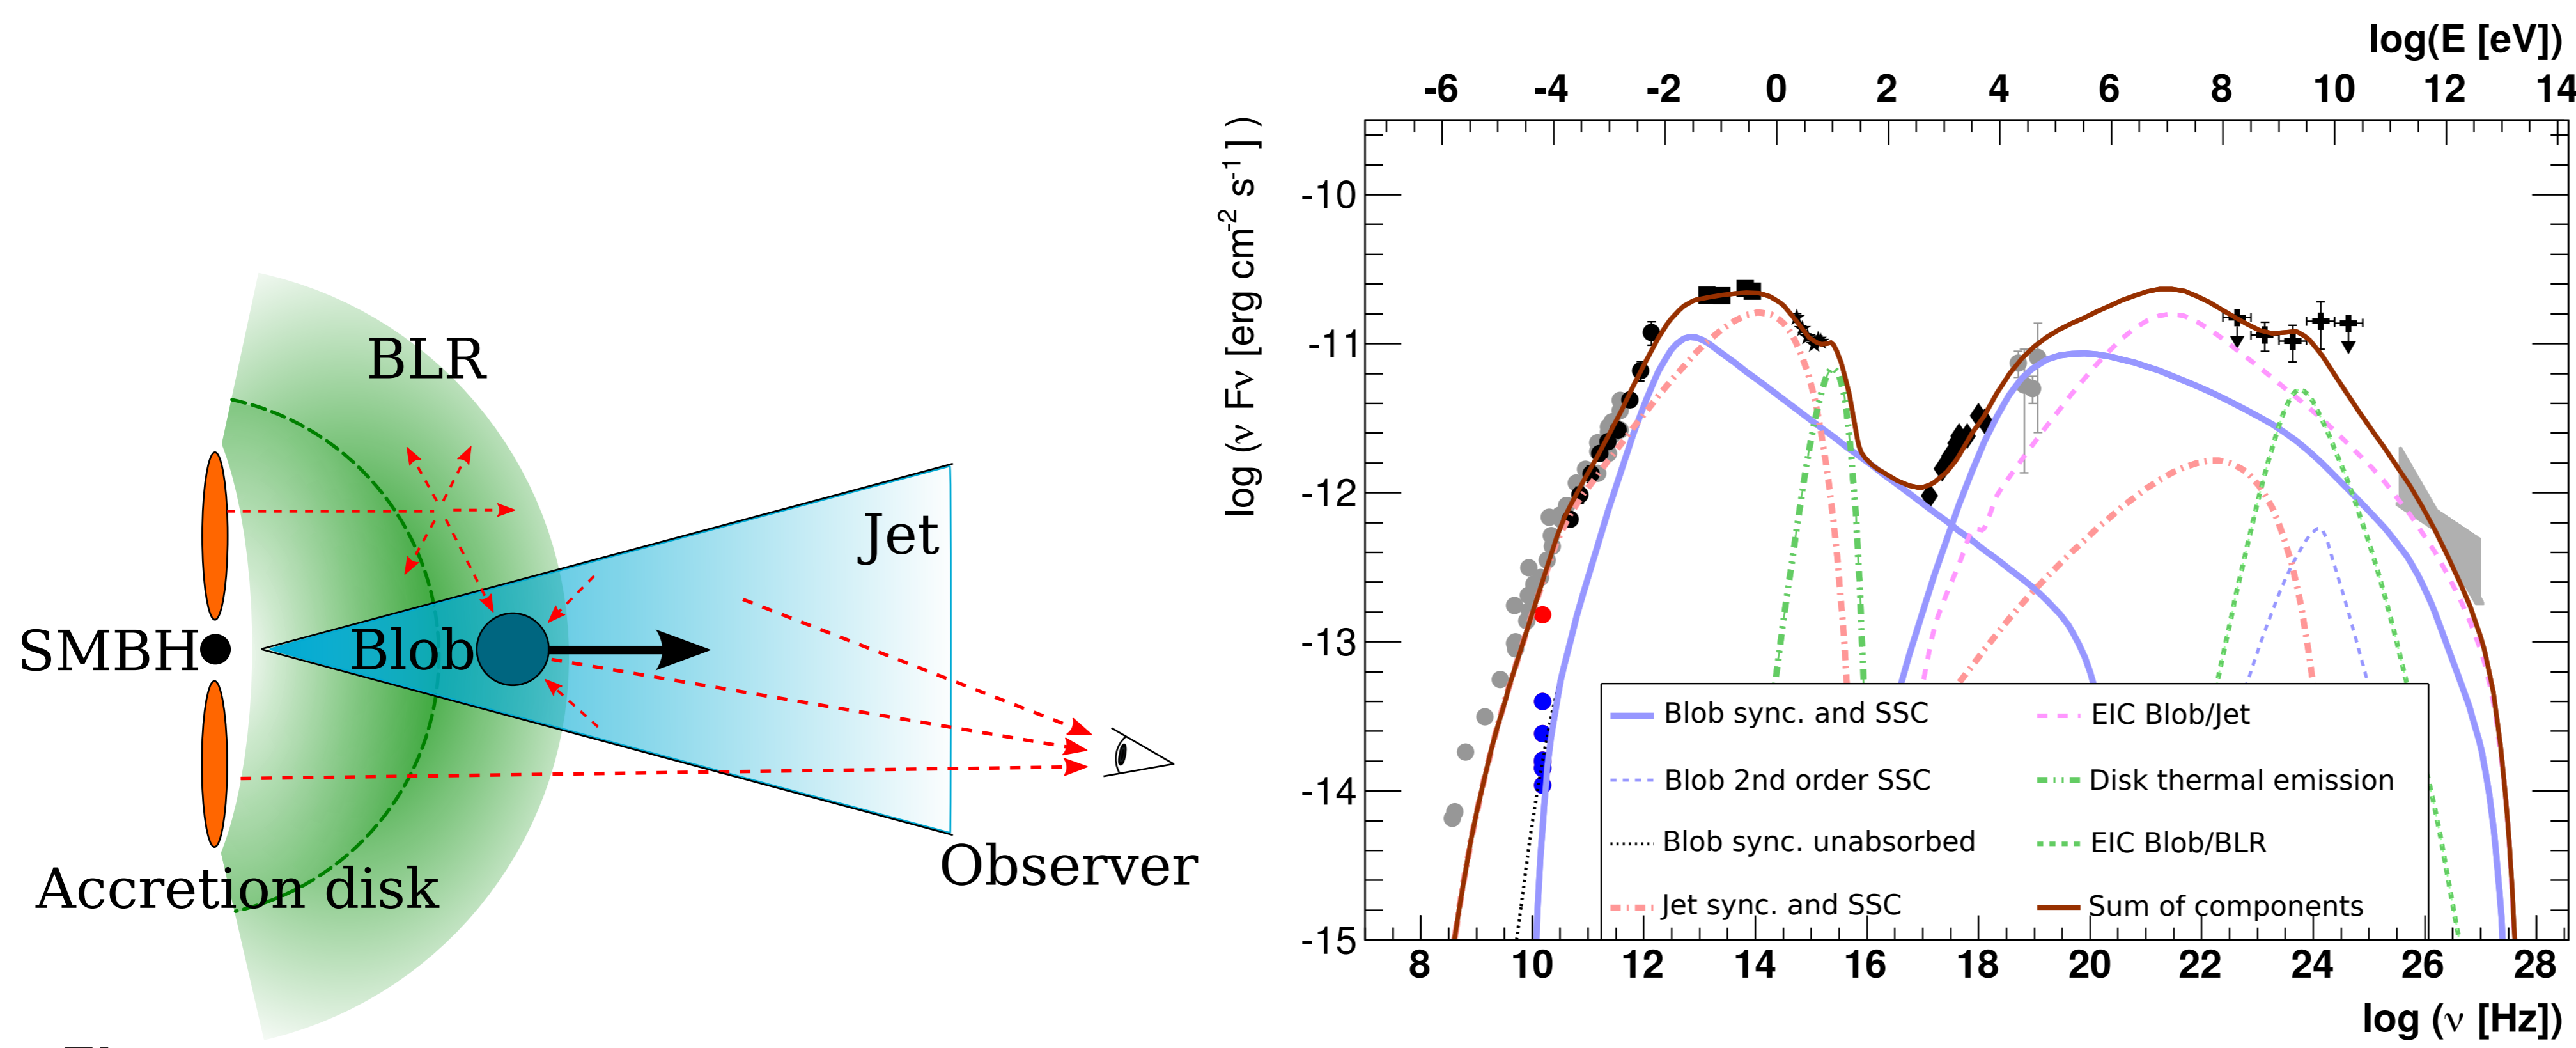 BLR
Jet
SMBH
Blob
Accretion disk
Observer
log(E [eV])
-6 -4 -2 0 2 4 6 8 10 12 14
log (ν Fν [erg cm-2 s-1 ] )
-10
-11
-12
-13
-14
-15
Blob sync. and SSC
EIC Blob/Jet
Blob 2nd order SSC
Disk thermal emission
Blob sync. unabsorbed
EIC Blob/BLR
Jet sync. and SSC
Sum of components
8 10 12 14 16 18 20 22 24 26 28
log (ν [Hz])